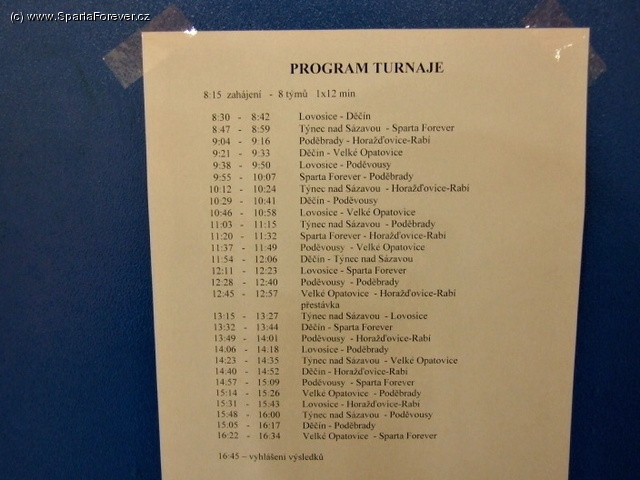 (c) www.SpartaForever.cz
PROGRAM TURNAJE
8:15 zahájení - 8 týmů 1x12 min
8:30 - 8:42 Lovosice - Děčín
8:47 - 8:59 Týnec nad Sázavou - Sparta Forever
9:04 - 9:16 Poděbrady - Horažďovice-Rabí
9:21 - 9:33 Děčín - Velké Opatovice
9:38 - 9:50 Lovosice - Poděvousy
9:55 - 10:07 Sparta Forever - Poděbrady
10:12 - 10:24 Týnec nad Sázavou - Horažďovice-Rabí
10:29 - 10:41 Děčín - Poděvousy
10:46 - 10:58 Lovosice - Velké Opatovice
11:03 - 11:15 Týnec nad Sázavou - Poděbrady
11:20 - 11:32 Sparta Forever - Horažďovice-Rabí
11:37 - 11:49 Poděvousy - Velké Opatovice
11:54 - 12:06 Děčín - Týnec nad Sázavou
12:11 - 12:23 Lovosice - Sparta Forever
12:28 - 12:40 Poděvousy - Poděbrady
12:45 - 12:57 Velké Opatovice - Horažďovice-Rabí
přestávka
13:15 - 13:27 Týnec nad Sázavou - Lovosice
13:32 - 13:44 Děčín - Sparta Forever
13:49 - 14:01 Poděvousy - Horažďovice-Rabí
14:06 - 14:18 Lovosice - Poděbrady
14:23 - 14:35 Týnec nad Sázavou - Velké Opatovice
14:40 - 14:52 Děčín - Horažďovice-Rabí
14:57 - 15:09 Poděvousy - Sparta Forever
15:14 - 15:26 Velké Opatovice - Poděbrady
15:31 - 15:43 Lovosice - Horažďovice-Rabí
15:48 - 16:00 Týnec nad Sázavou - Poděvousy
15:05 - 16:17 Děčín - Poděbrady
16:22 - 16:34 Velké Opatovice - Sparta Forever
16:45 – vyhlášení výsledků